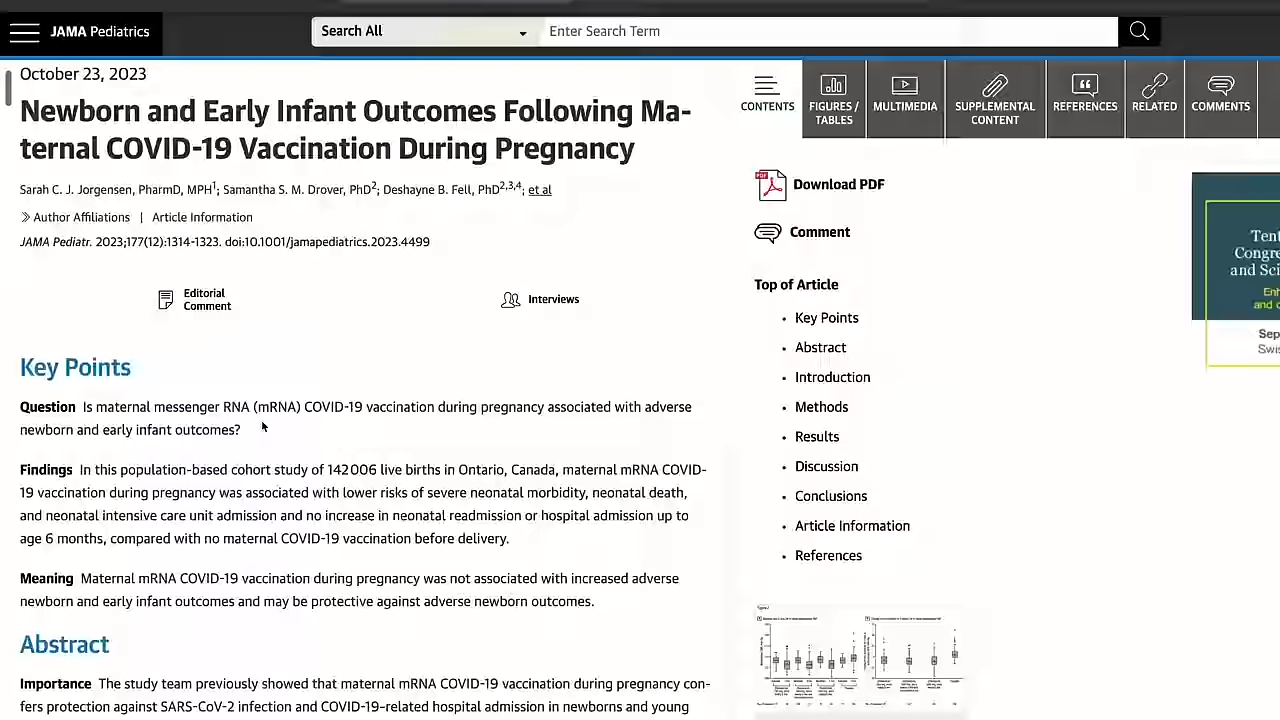 JAMA Pediatrics
Search All
Enter Search Term
October 23, 2023
Newborn and Early Infant Outcomes Following Ma-
ternal COVID-19 Vaccination During Pregnancy
Sarah C. J. Jorgensen, PharmD, MPH1; Samantha S. M. Drover, PhD2; Deshayne B. Fell, PhD2,3,4; et al
Author Affiliations | Article Information
JAMA Pediatr. 2023;177(12):1314-1323. doi:10.1001/jamapediatrics.2023.4499
Editorial
Comment
Interviews
Key Points
Question Is maternal messenger RNA (mRNA) COVID-19 vaccination during pregnancy associated with adverse
newborn and early infant outcomes?
Findings In this population-based cohort study of 142 006 live births in Ontario, Canada, maternal mRNA COVID-
19 vaccination during pregnancy was associated with lower risks of severe neonatal morbidity, neonatal death,
and neonatal intensive care unit admission and no increase in neonatal readmission or hospital admission up to
age 6 months, compared with no maternal COVID-19 vaccination before delivery.
Meaning Maternal mRNA COVID-19 vaccination during pregnancy was not associated with increased adverse
newborn and early infant outcomes and may be protective against adverse newborn outcomes.
Abstract
Importance The study team previously showed that maternal mRNA COVID-19 vaccination during pregnancy con-
fers protection against SARS-CoV-2 infection and COVID-19-related hospital admission in newborns and young
CONTENTS
FIGURES /
TABLES
MULTIMEDIA
SUPPLEMENTAL
CONTENT
REFERENCES
RELATED
COMMENTS
PDF
Download PDF
Comment
Top of Article
• Key Points
• Abstract
• Introduction
• Methods
• Results
• Discussion
• Conclusions
• Article Information
• References
Tent
Congre
and Sci
Enh
and c
Sep
Swis